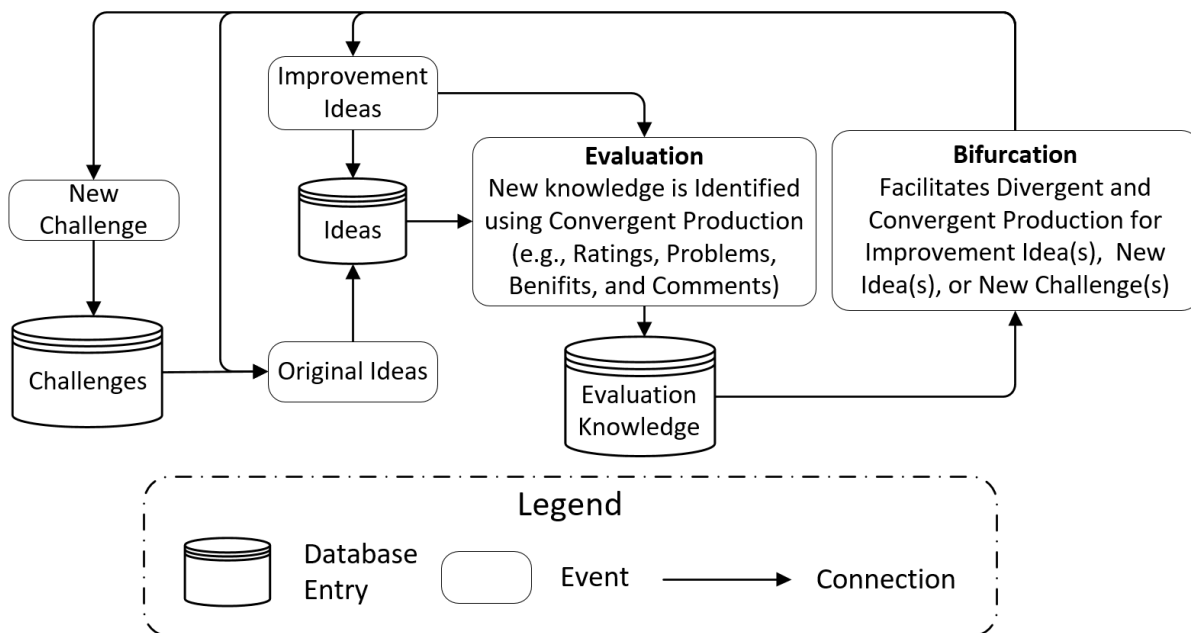 Improvement
Ideas
New
Challenge
Ideas
Evaluation
New knowledge is Identified
using Convergent Production
(e.g., Ratings, Problems,
Benifits, and Comments)
Bifurcation
Facilitates Divergent and
Convergent Production for
Improvement Idea(s), New
Idea(s), or New Challenge(s)
Challenges
Original Ideas
Evaluation
Knowledge
Legend
Database
Entry
Event
Connection